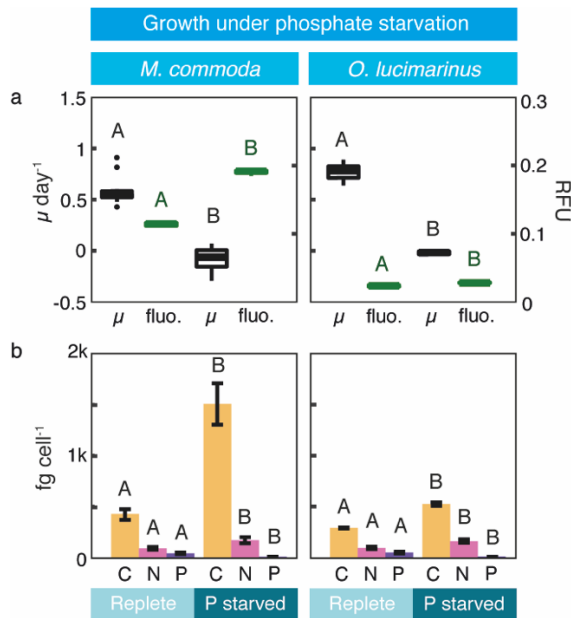 Growth under phosphate starvation
M. commoda O. lucimarinus
a
1.5 0.3
A A
B
1
0.2
µ day⁻¹ 0.5 A RFU
B B
0 0.1
A B
-0.5 0
µ fluo. µ fluo. µ fluo. µ fluo.
b
2k
B
fg cell⁻¹
1k
A A A B B A A A B B B
0
C N P C N P C N P C N P
Replete P starved Replete P starved